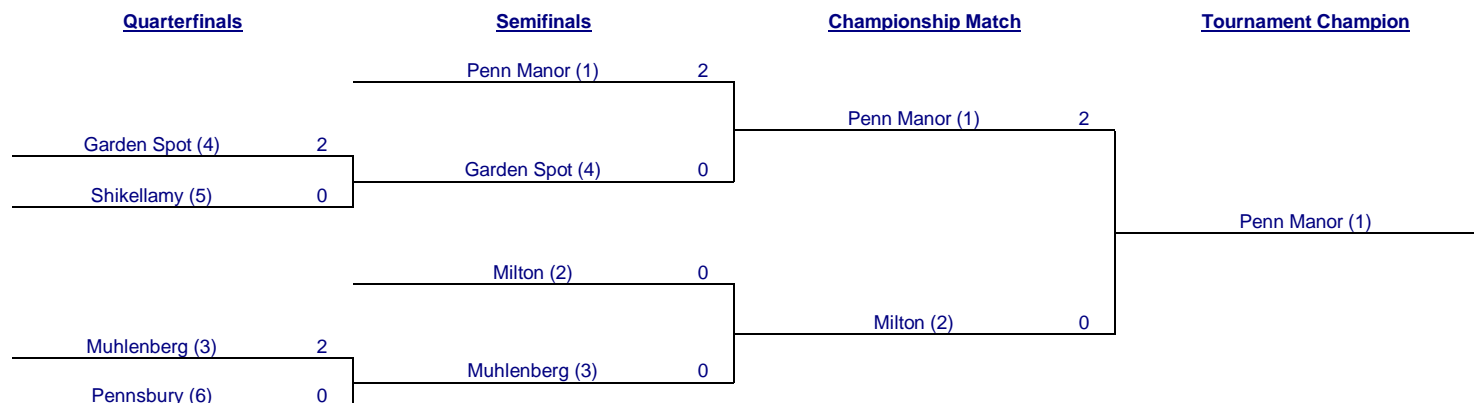 Quarterfinals Semifinals Championship Match Tournament Champion
Penn Manor (1) 2
Penn Manor (1) 2
Garden Spot (4) 2
Garden Spot (4) 0
Shikellamy (5) 0
Penn Manor (1)
Milton (2) 0
Milton (2) 0
Muhlenberg (3) 2
Muhlenberg (3) 0
Pennsbury (6) 0